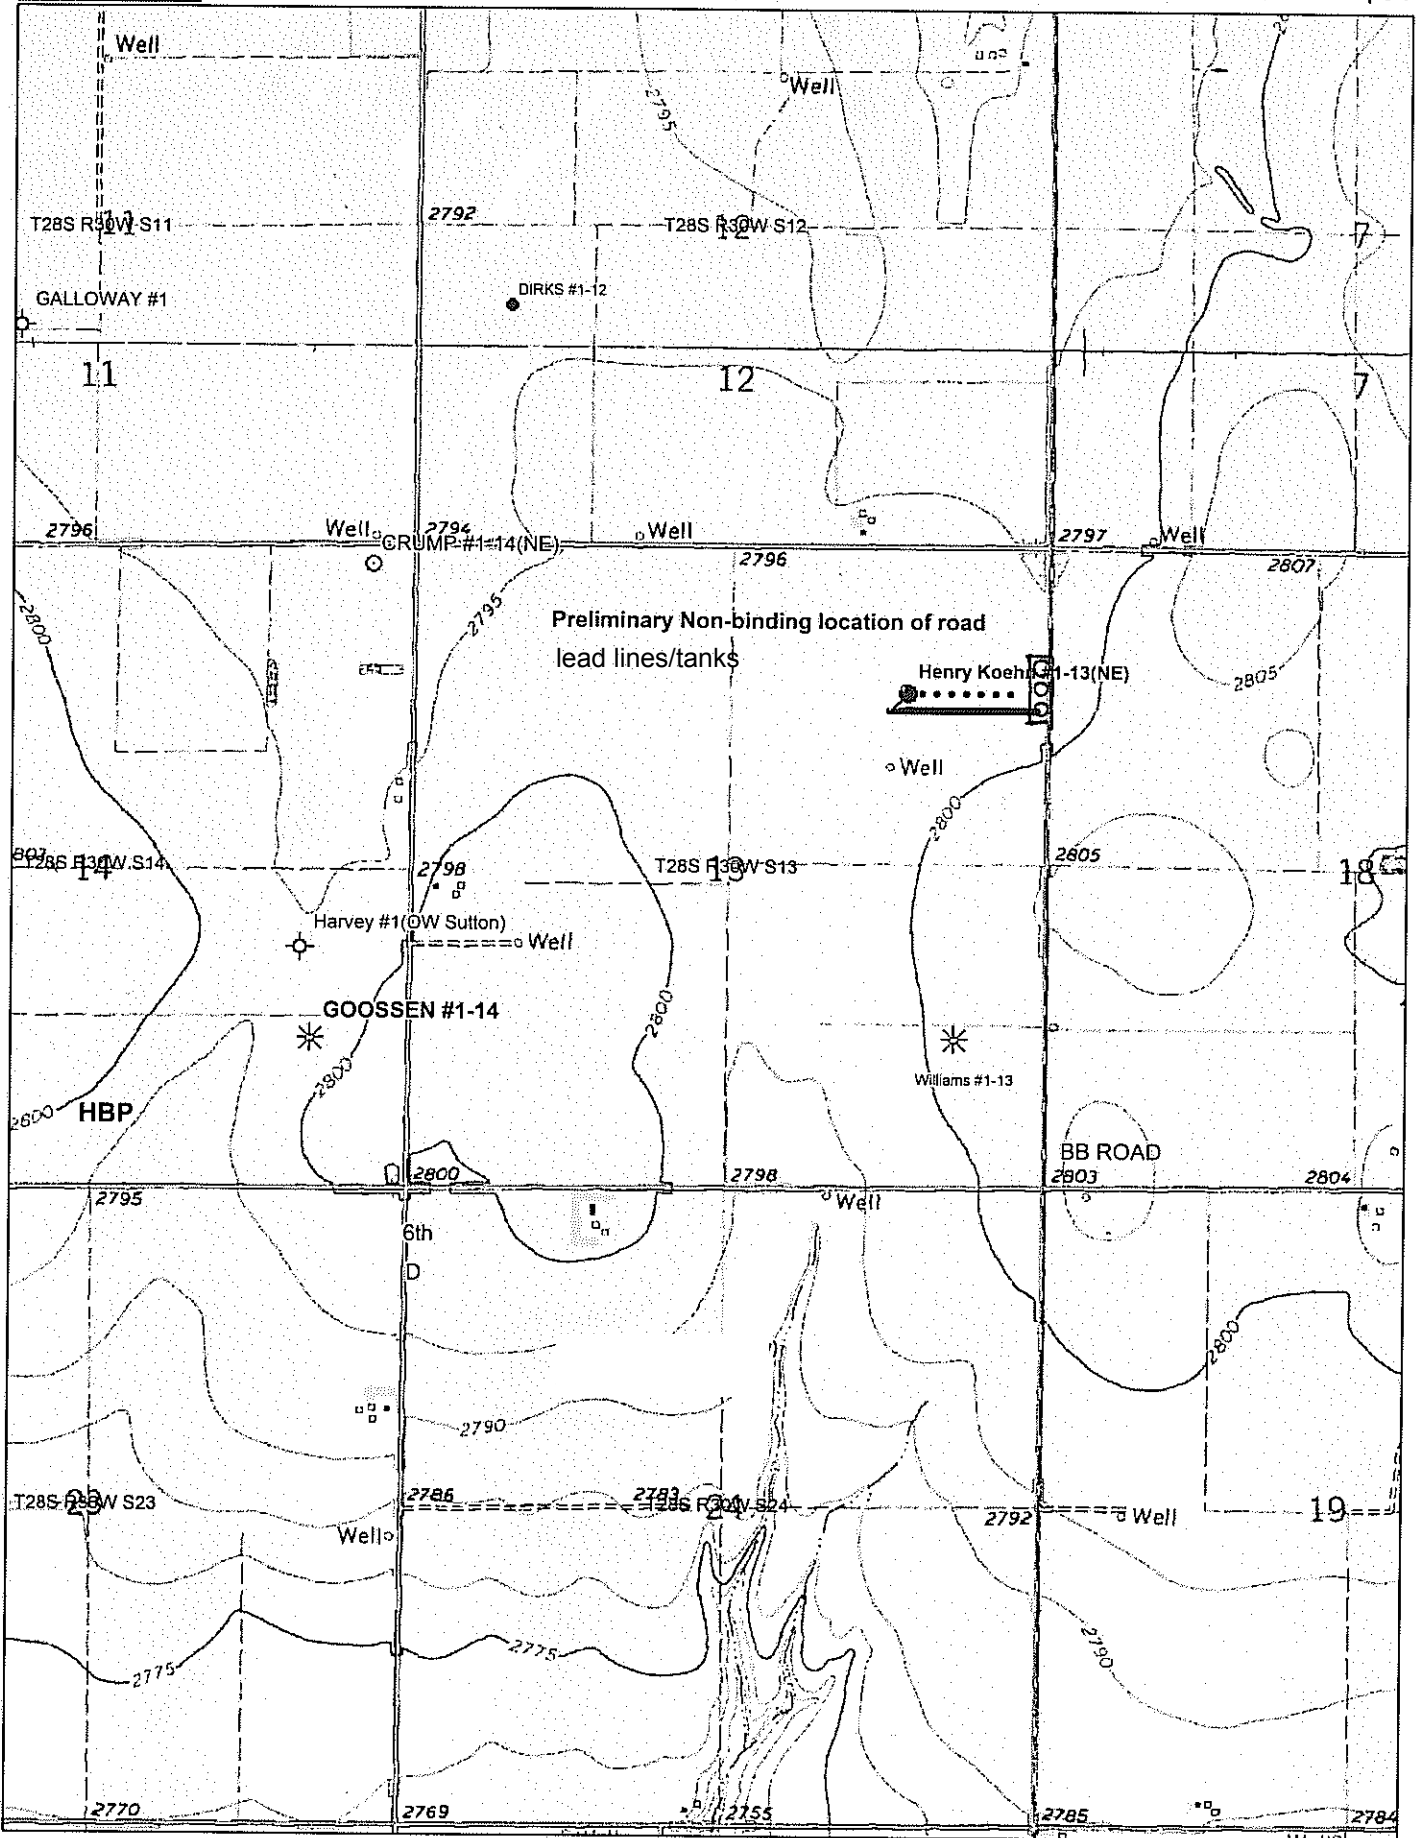 Well
Well
2795
T28S R30W S11
11
2792
T28S R30W S12
12
7
GALLOWAY #1
DIRKS #1-12
11
12
7
2796
Well
2794
CRUMP #1-14(NE)
Well
2796
2797
Well
2807
2800
2795
Preliminary Non-binding location of road
lead lines/tanks
Henry Koehn #1-13(NE)
2805
Well
2800
T28S R30W S14
14
2798
T28S R30W S13
13
2805
18
Harvey #1(OW Sutton)
Well
GOOSSEN #1-14
2800
2800
Williams #1-13
2800
HBP
BB ROAD
2795
2800
2798
Well
2803
2804
6th
D
2800
2790
T28S R30W S23
23
2786
2783
T28S R30W S24
24
2792
Well
19
Well
2775
2775
2790
2770
2769
2755
2785
2784